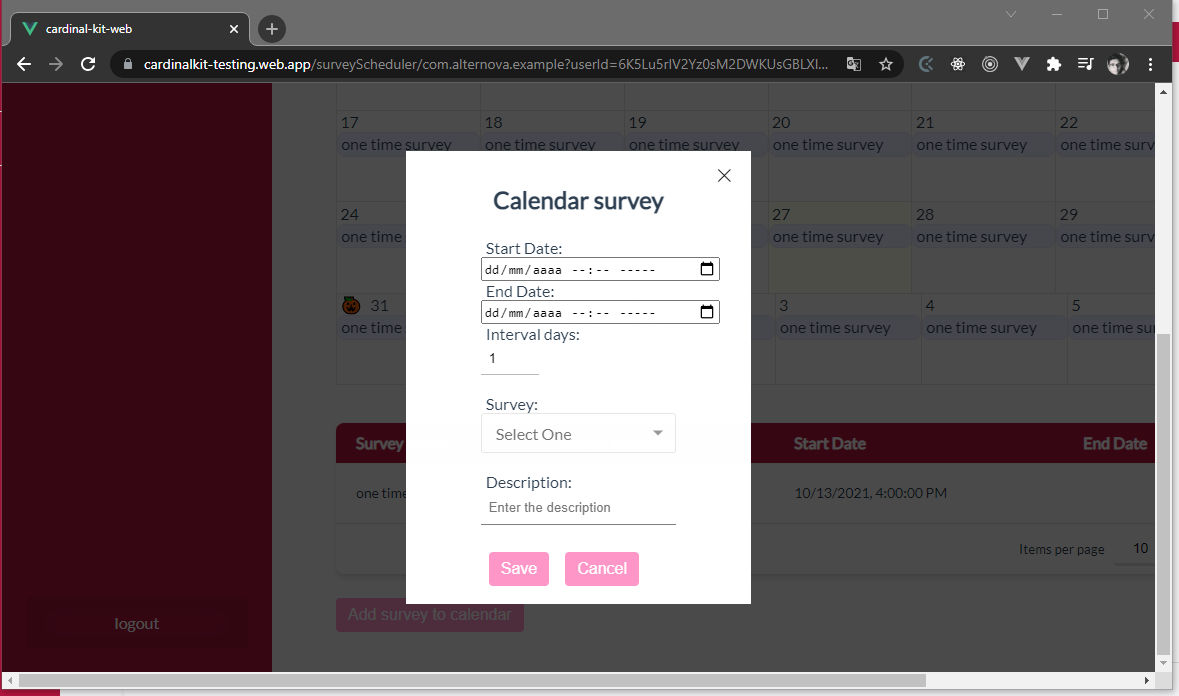 cardinal-kit-web
cardinalkit-testing.web.app/surveyScheduler/com.alternova.example?userId=6K5Lu5rlV2Yz0sM2DWKUsGBLXl...
17 18 19 20 21 22
one time survey one time survey one time survey one time survey one time survey one time surv
24 27 28 29
one time one time survey one time survey one time surv
31 3 4 5
one time one time survey one time survey one time su
Calendar survey
Start Date:
dd/mm/aaaa --:-- -----
End Date:
dd/mm/aaaa --:-- -----
Interval days:
1
Survey:
Select One
Description:
Enter the description
Save Cancel
Survey Start Date End Date
one time 10/13/2021, 4:00:00 PM
Items per page 10
Add survey to calendar
logout